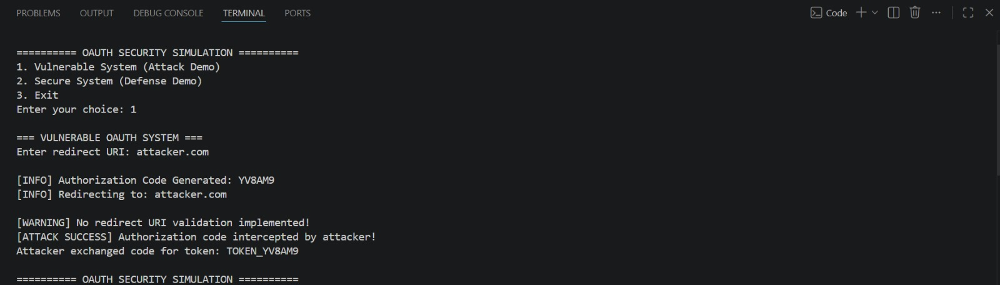 PROBLEMS OUTPUT DEBUG CONSOLE TERMINAL PORTS Code
========== OAUTH SECURITY SIMULATION ==========
1. Vulnerable System (Attack Demo)
2. Secure System (Defense Demo)
3. Exit
Enter your choice: 1
=== VULNERABLE OAUTH SYSTEM ===
Enter redirect URI: attacker.com
[INFO] Authorization Code Generated: YV8AM9
[INFO] Redirecting to: attacker.com
[WARNING] No redirect URI validation implemented!
[ATTACK SUCCESS] Authorization code intercepted by attacker!
Attacker exchanged code for token: TOKEN_YV8AM9
========== OAUTH SECURITY SIMULATION ==========